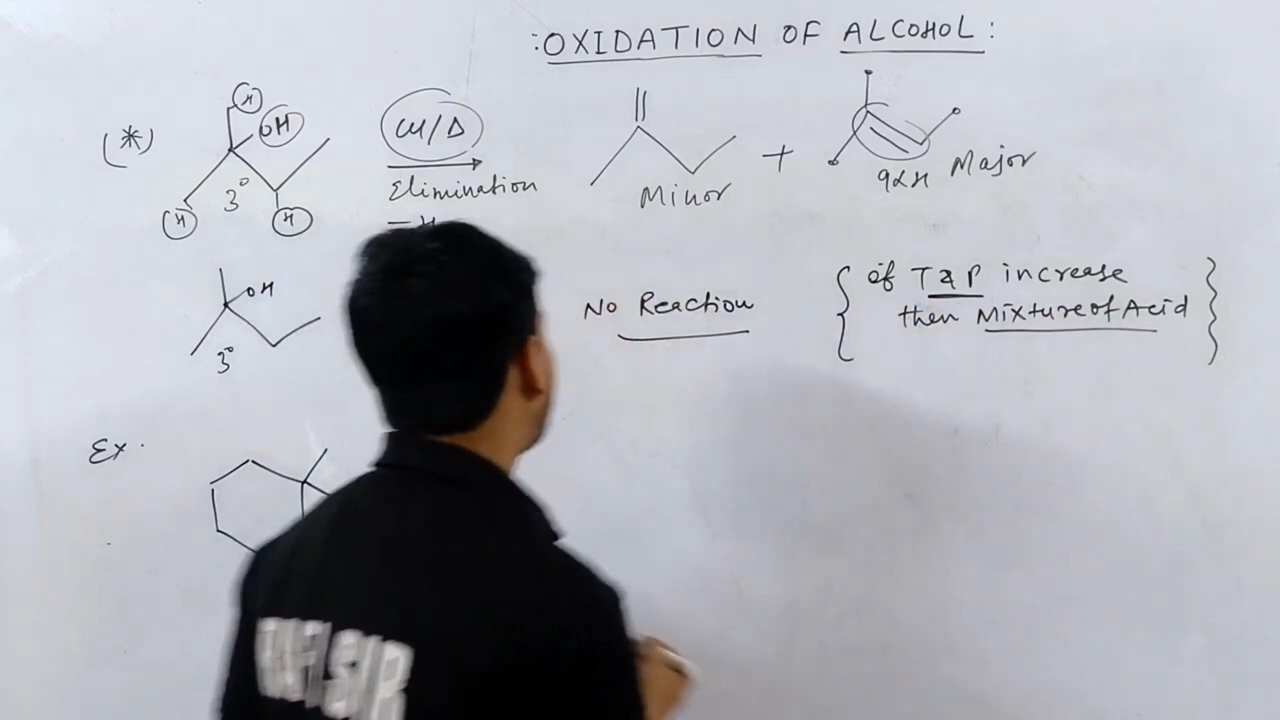 :OXIDATION OF ALCOHOL:
(*)
H
OH
H
H
3°
Cu/Δ
Elimination
Minor
+
9αH
Major
OH
3°
No Reaction
{ if T & P increase
then Mixture of Acid }
Ex.